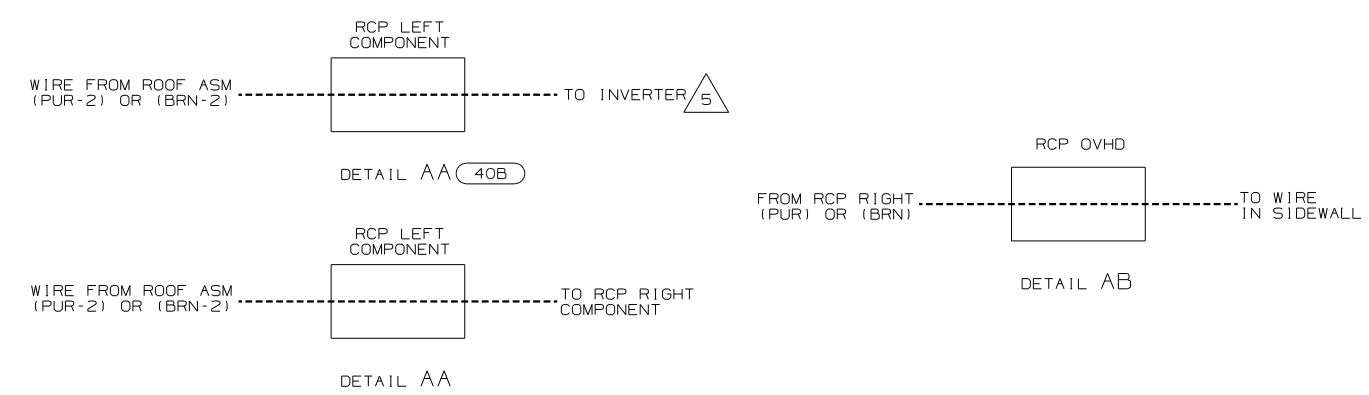 RCP LEFT
COMPONENT
WIRE FROM ROOF ASM
(PUR-2) OR (BRN-2)
TO INVERTER 5
DETAIL AA 40B
RCP LEFT
COMPONENT
WIRE FROM ROOF ASM
(PUR-2) OR (BRN-2)
TO RCP RIGHT
COMPONENT
DETAIL AA
RCP OVHD
FROM RCP RIGHT
(PUR) OR (BRN)
TO WIRE
IN SIDEWALL
DETAIL AB